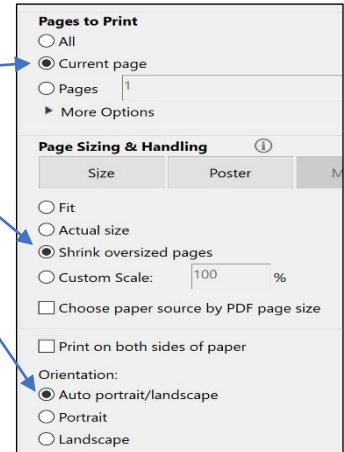 Pages to Print
All
Current page
Pages 1
More Options
Page Sizing & Handling
Size Poster M
Fit
Actual size
Shrink oversized pages
Custom Scale: 100 %
Choose paper source by PDF page size
Print on both sides of paper
Orientation:
Auto portrait/landscape
Portrait
Landscape